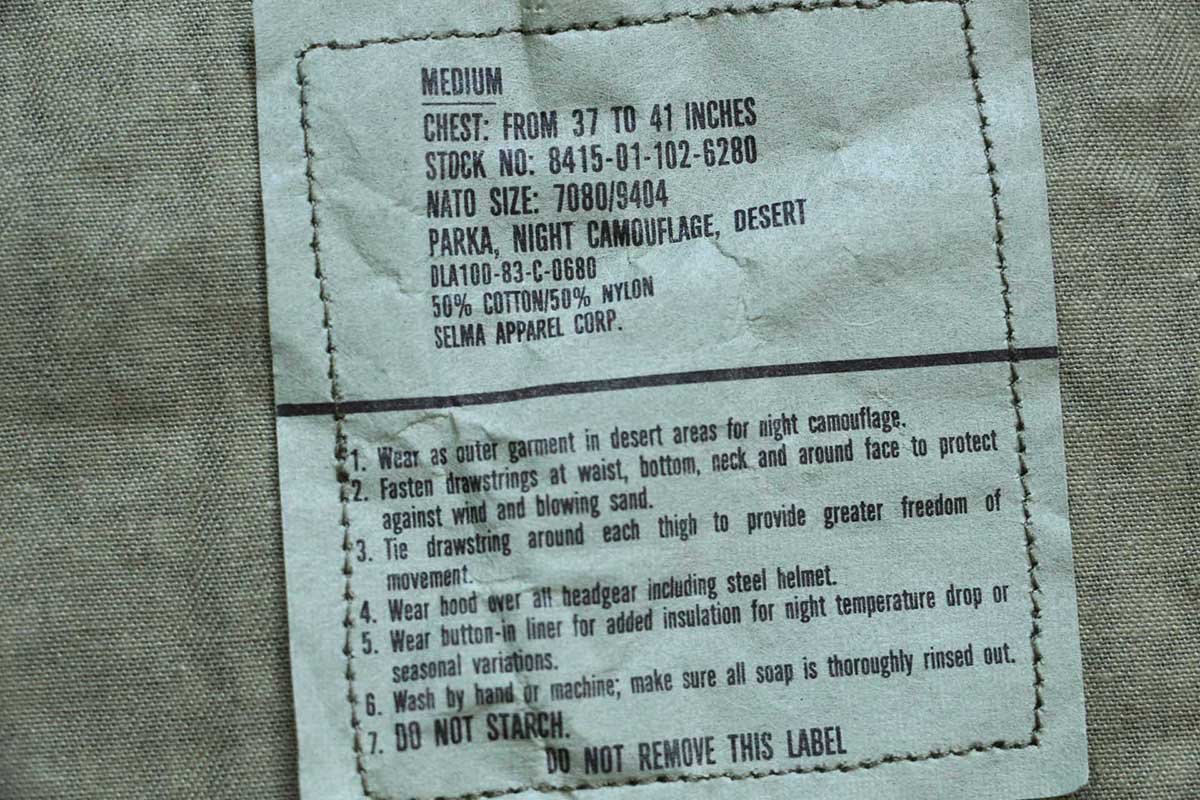 MEDIUM
CHEST: FROM 37 TO 41 INCHES
STOCK NO: 8415-01-102-6280
NATO SIZE: 7080/9404
PARKA, NIGHT CAMOUFLAGE, DESERT
DLA100-83-C-0680
50% COTTON/50% NYLON
SELMA APPAREL CORP.
1. Wear as outer garment in desert areas for night camouflage.
2. Fasten drawstrings at waist, bottom, neck and around face to protect
against wind and blowing sand.
3. Tie drawstring around each thigh to provide greater freedom of
movement.
4. Wear hood over all headgear including steel helmet.
5. Wear button-in liner for added insulation for night temperature drop or
seasonal variations.
6. Wash by hand or machine; make sure all soap is thoroughly rinsed out.
7. DO NOT STARCH.
DO NOT REMOVE THIS LABEL